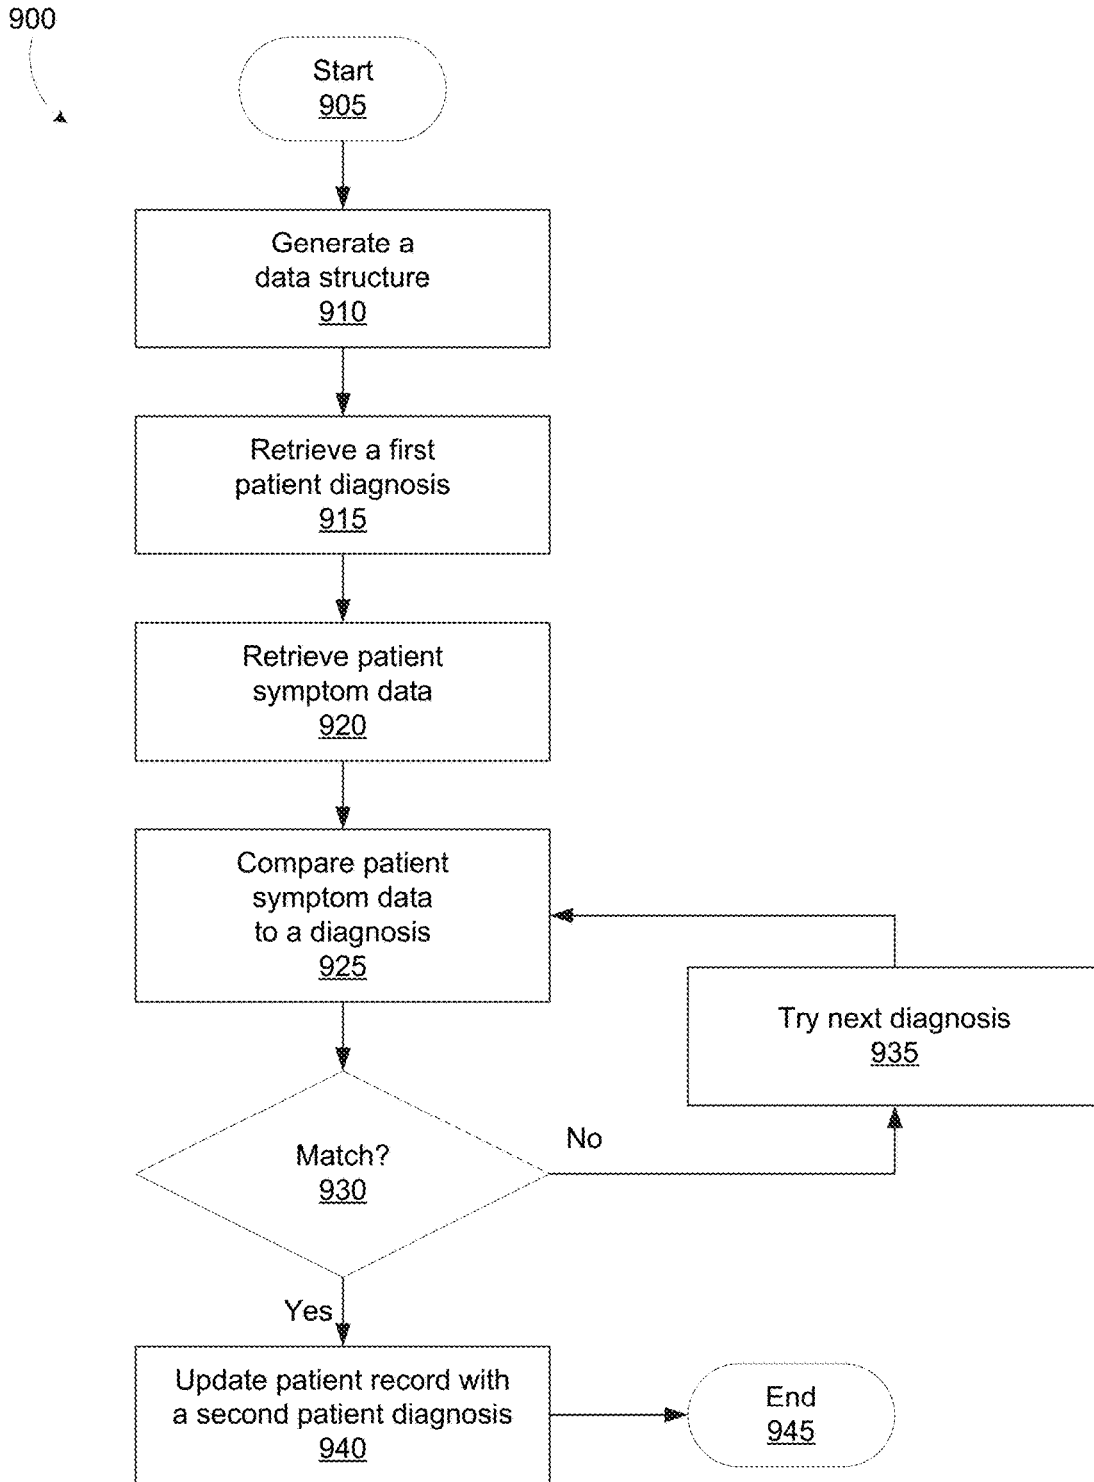 900
Start
905
Generate a
data structure
910
Retrieve a first
patient diagnosis
915
Retrieve patient
symptom data
920
Compare patient
symptom data
to a diagnosis
925
Try next diagnosis
935
Match?
930
No
Yes
Update patient record with
a second patient diagnosis
940
End
945